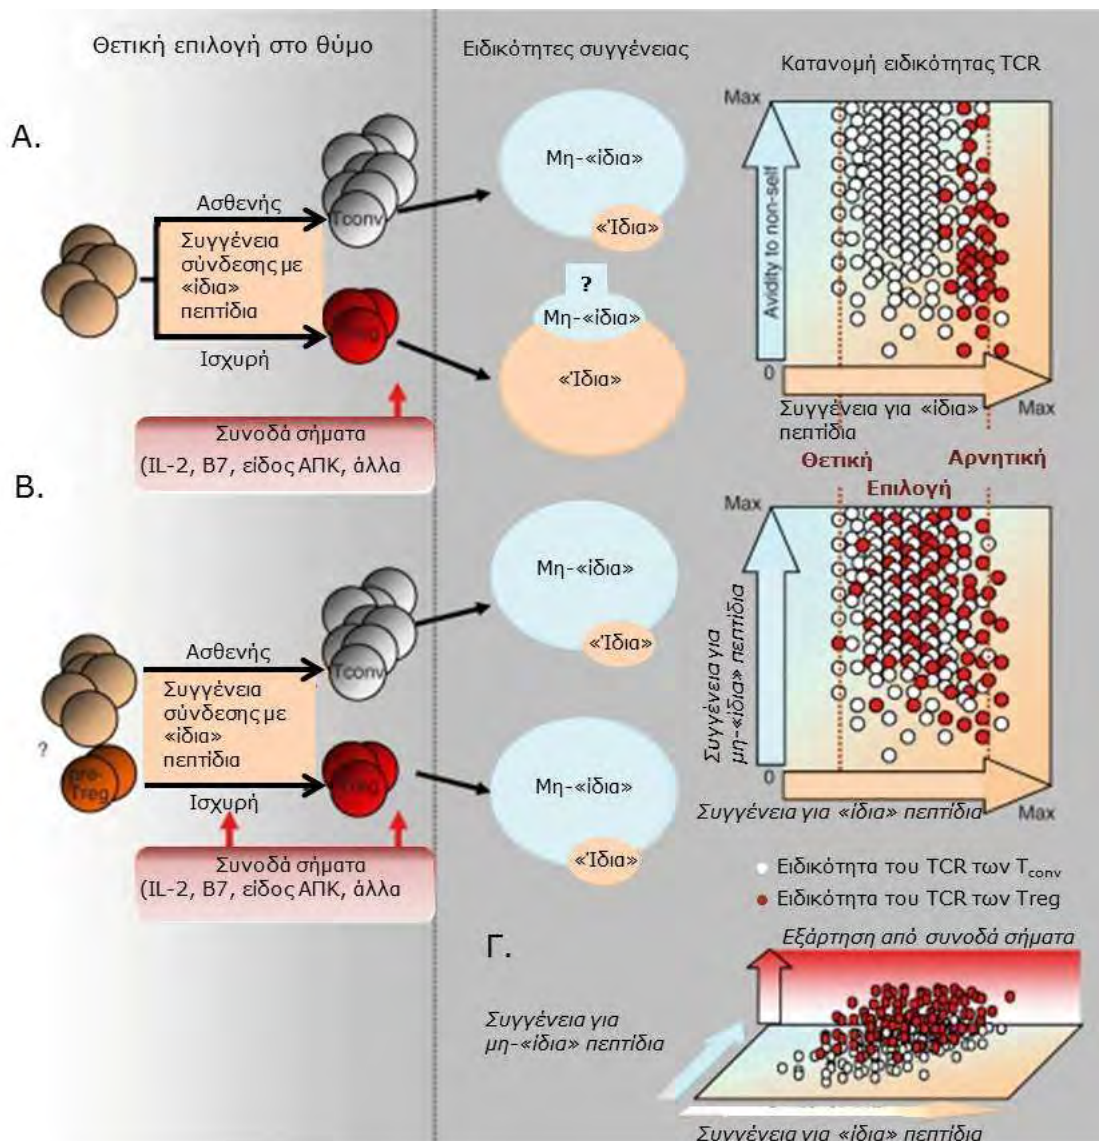 Θετική επιλογή στο θύμο
Ειδικότητες συγγένειας
Κατανομή ειδικότητας TCR
Α.
Ασθενής
Συγγένεια
σύνδεσης με
«ίδια»
πεπτίδια
Ισχυρή
Tconv
Συνοδά σήματα
(IL-2, B7, είδος ΑΠΚ, άλλα
Μη-«ίδια»
«Ίδια»
?
Μη-«ίδια»
«Ίδια»
Max
Avidity to non-self
0
Συγγένεια για «ίδια»
πεπτίδια
Max
Θετική
Αρνητική
Επιλογή
Β.
Ασθενής
Συγγένεια
σύνδεσης με
«ίδια»
πεπτίδια
Ισχυρή
?
pre-
Treg
Tconv
Treg
Συνοδά σήματα
(IL-2, B7, είδος ΑΠΚ, άλλα
Μη-«ίδια»
«Ίδια»
Μη-«ίδια»
«Ίδια»
Max
Συγγένεια για
μη-«ίδια» πεπτίδια
0
Συγγένεια για «ίδια» πεπτίδια
Max
Ειδικότητα του TCR των Tconv
Ειδικότητα του TCR των Treg
Γ.
Εξάρτηση από συνοδά σήματα
Συγγένεια για
μη-«ίδια» πεπτίδια
Συγγένεια για «ίδια» πεπτίδια